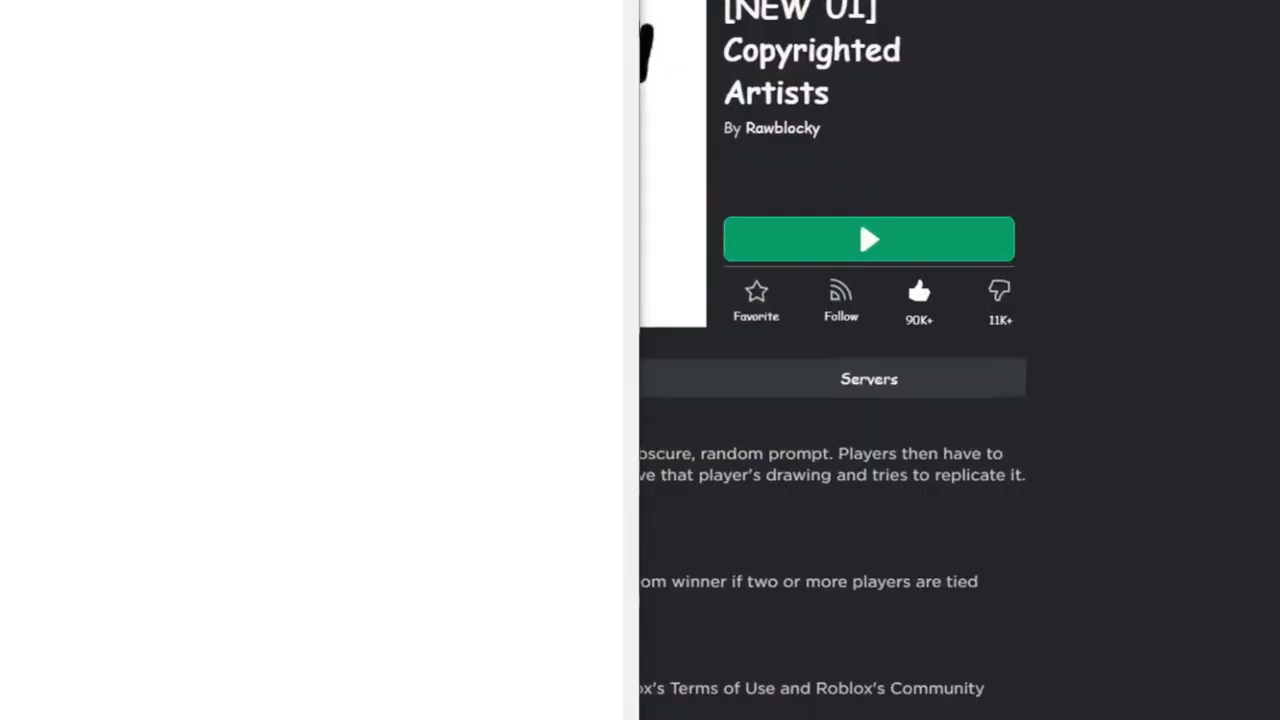 [NEW UI]
Copyrighted
Artists
By Rawblocky
Favorite
Follow
90K+
11K+
Servers
random prompt. Players then have to
that player's drawing and tries to replicate it.
winner if two or more players are tied
Terms of Use and Roblox's Community